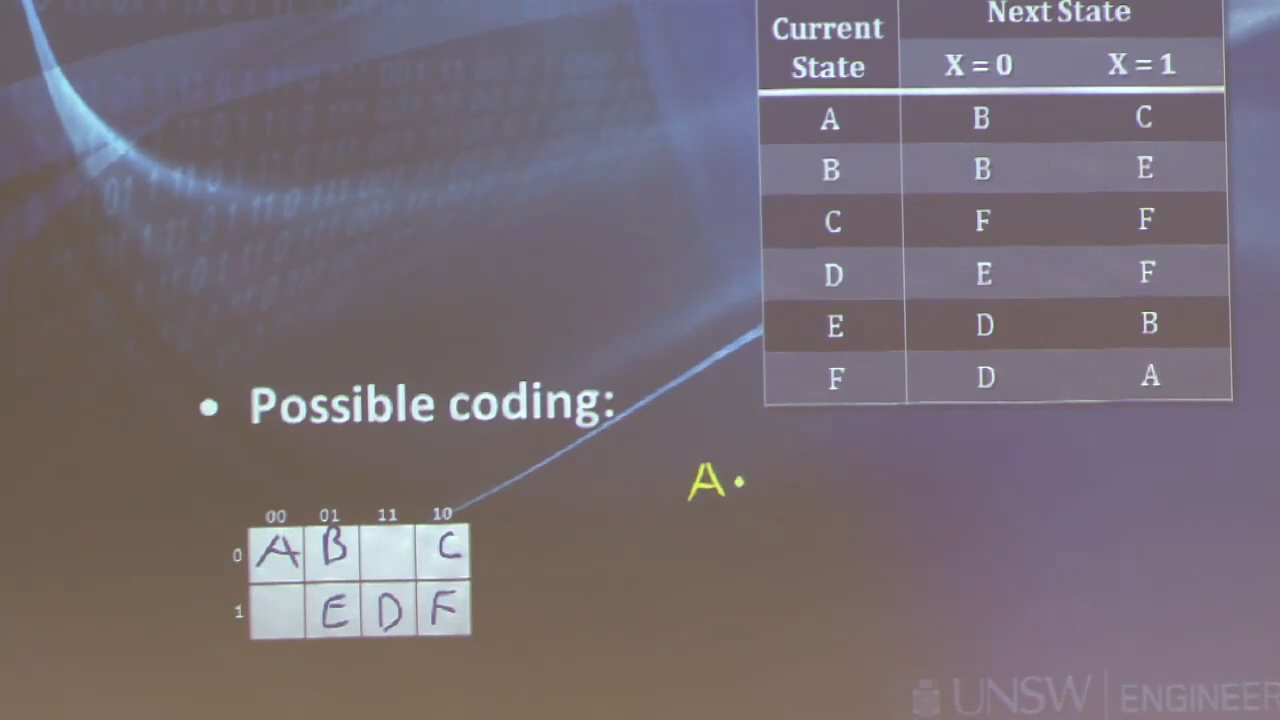 Current State Next State
X = 0 X = 1
A B C
B B E
C F F
D E F
E D B
F D A
• Possible coding:
A •
00 01 11 10
0 A B C
1 E D F
UNSW ENGINEER